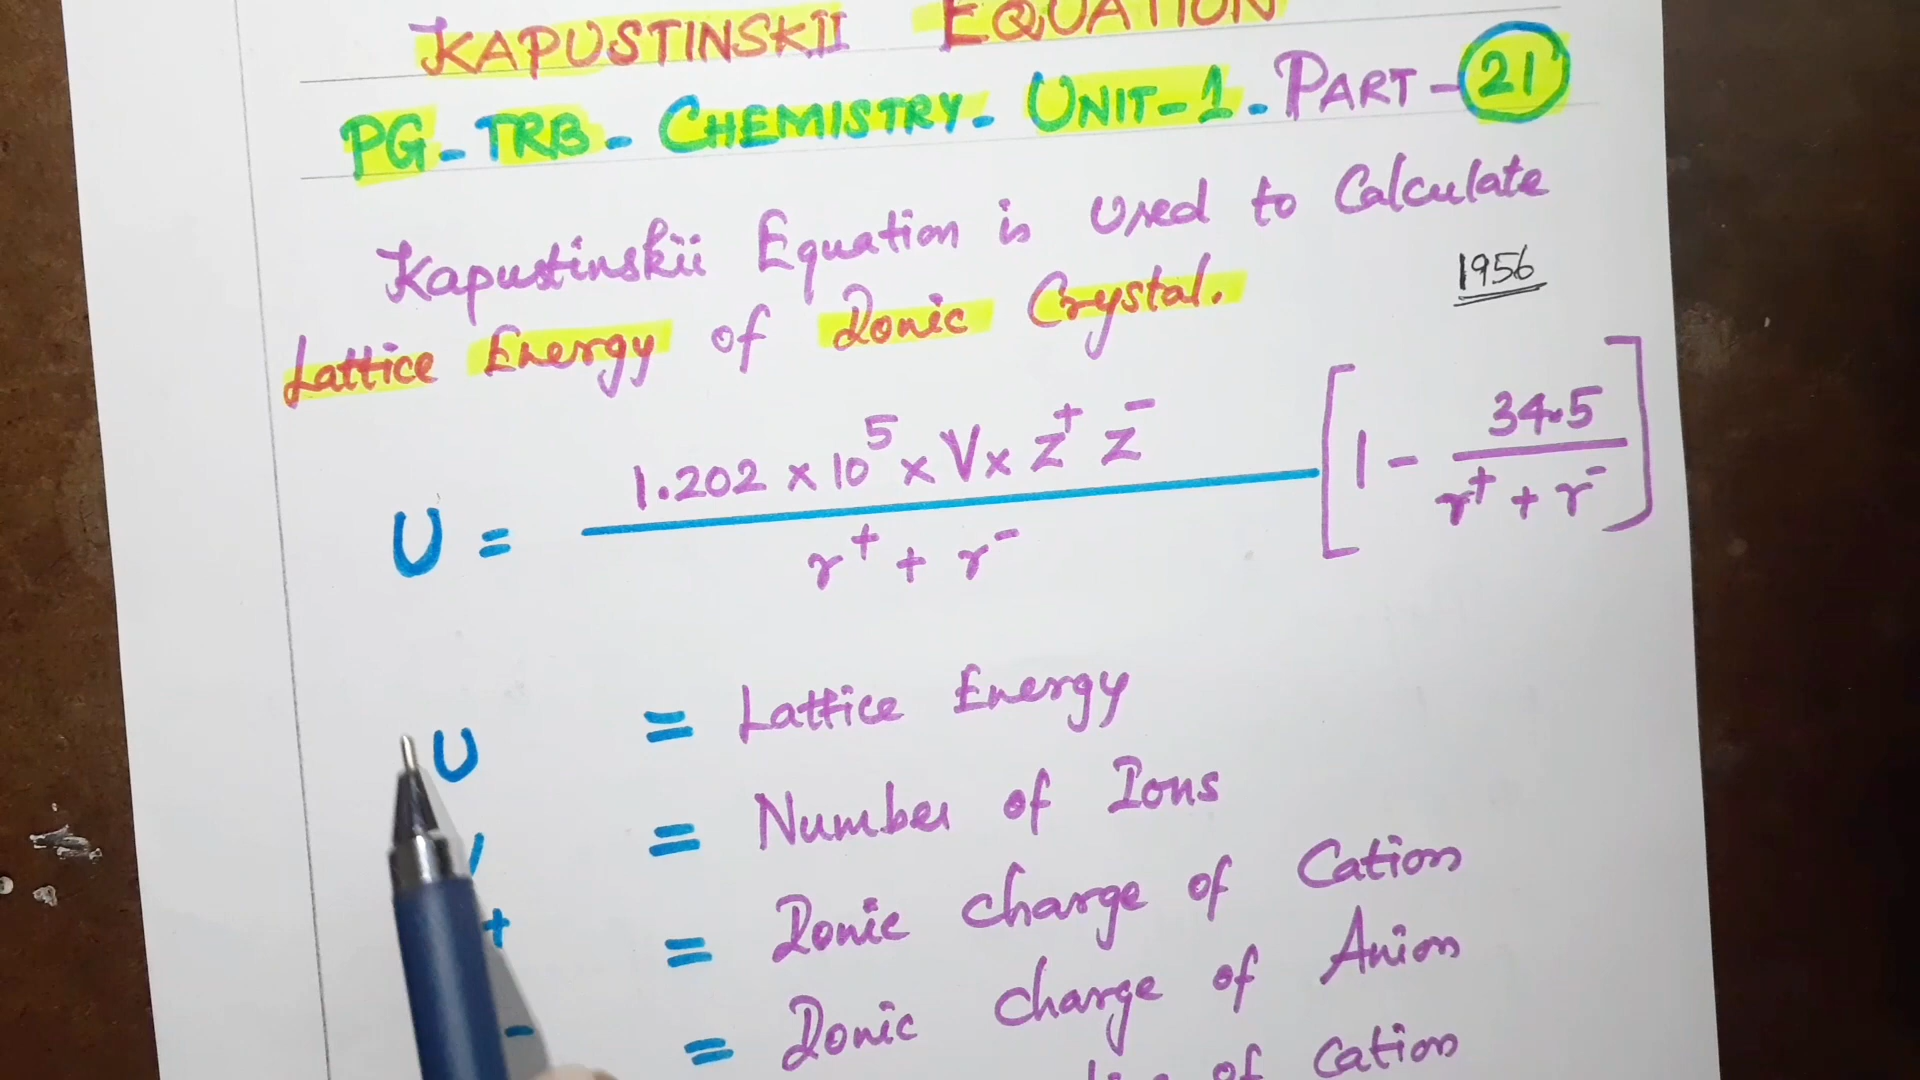 KAPUSTINSKII EQUATION
PG-TRB-CHEMISTRY-UNIT-1-PART-21
Kapustinskii Equation is Used to Calculate
Lattice Energy of Ionic Crystal.
1956
U = 1.202 x 10⁵ x V x Z⁺ Z⁻ / r⁺ + r⁻ [1 - 34.5 / r⁺ + r⁻]
U = Lattice Energy
= Number of Ions
+ = Ionic charge of Cation
- = Ionic charge of Anion
of Cation